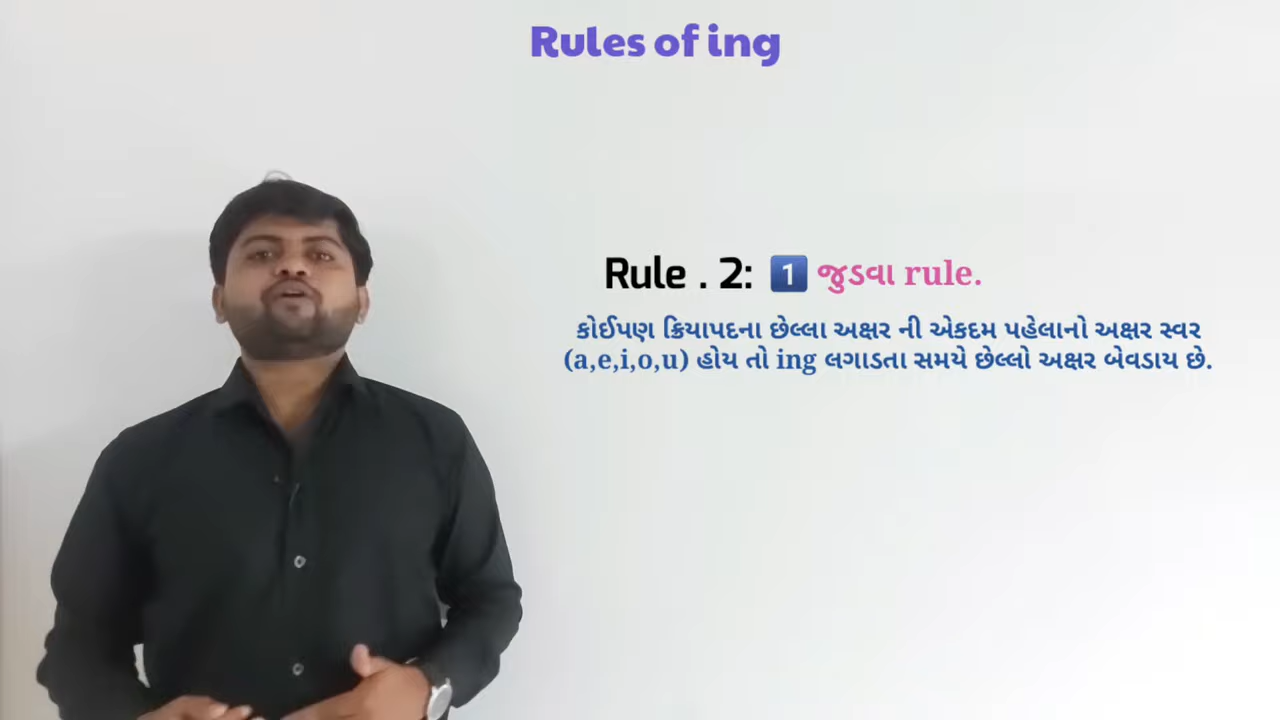 Rules of ing
Rule . 2: 1 જુડવા rule.
કોઈપણ ક્રિયાપદના છેલ્લા અક્ષર ની એકદમ પહેલાનો અક્ષર સ્વર
(a,e,i,o,u) હોય તો ing લગાડતા સમયે છેલ્લો અક્ષર બેવડાય છે.